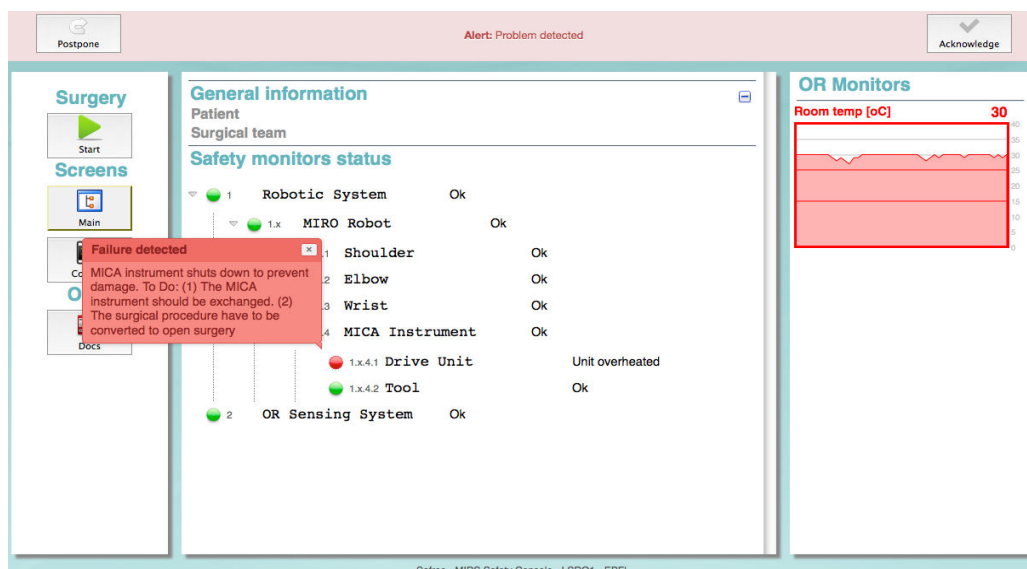 Postpone
Alert: Problem detected
Acknowledge
Surgery
Start
Screens
Main
Docs
General information
Patient
Surgical team
Safety monitors status
1 Robotic System Ok
1.x MIRO Robot Ok
.1 Shoulder Ok
.2 Elbow Ok
.3 Wrist Ok
.4 MICA Instrument Ok
1.x.4.1 Drive Unit Unit overheated
1.x.4.2 Tool Ok
2 OR Sensing System Ok
Failure detected
MICA instrument shuts down to prevent
damage. To Do: (1) The MICA
instrument should be exchanged. (2)
The surgical procedure have to be
converted to open surgery
OR Monitors
Room temp [oC] 30
40
35
30
25
20
15
10
5
0